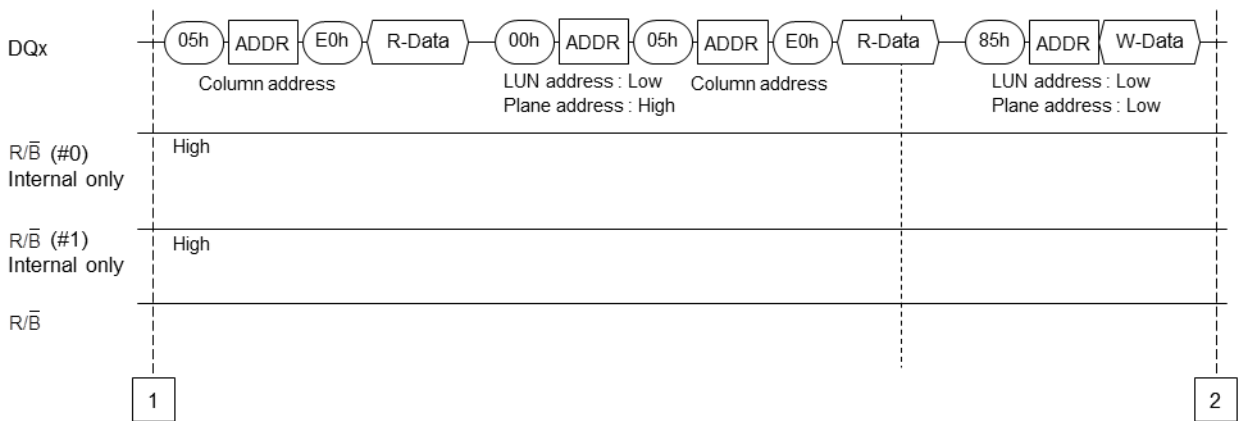 DQx
05h ADDR E0h R-Data 00h ADDR 05h ADDR E0h R-Data 85h ADDR W-Data
Column address
LUN address : Low
Plane address : High
Column address
LUN address : Low
Plane address : Low
R/B̅ (#0)
Internal only
High
R/B̅ (#1)
Internal only
High
R/B̅
1
2